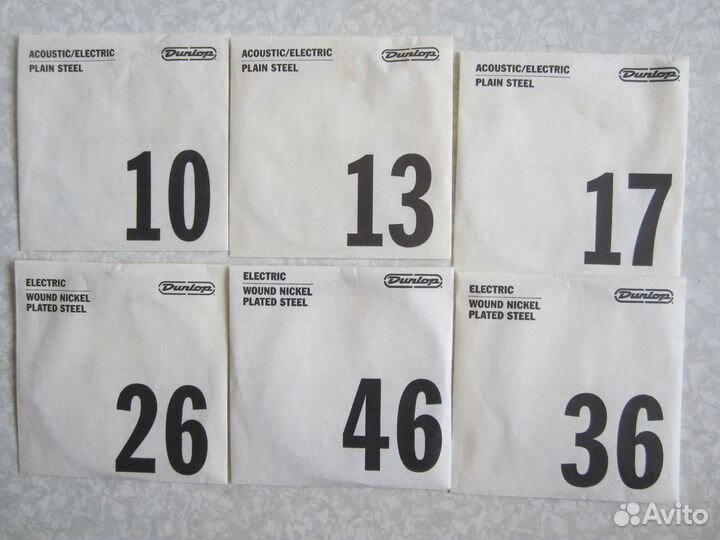 ACOUSTIC/ELECTRIC
PLAIN STEEL
Dunlop
10
ACOUSTIC/ELECTRIC
PLAIN STEEL
Dunlop
13
ACOUSTIC/ELECTRIC
PLAIN STEEL
Dunlop
17
ELECTRIC
WOUND NICKEL
PLATED STEEL
Dunlop
26
ELECTRIC
WOUND NICKEL
PLATED STEEL
Dunlop
46
ELECTRIC
WOUND NICKEL
PLATED STEEL
Dunlop
36
Avito